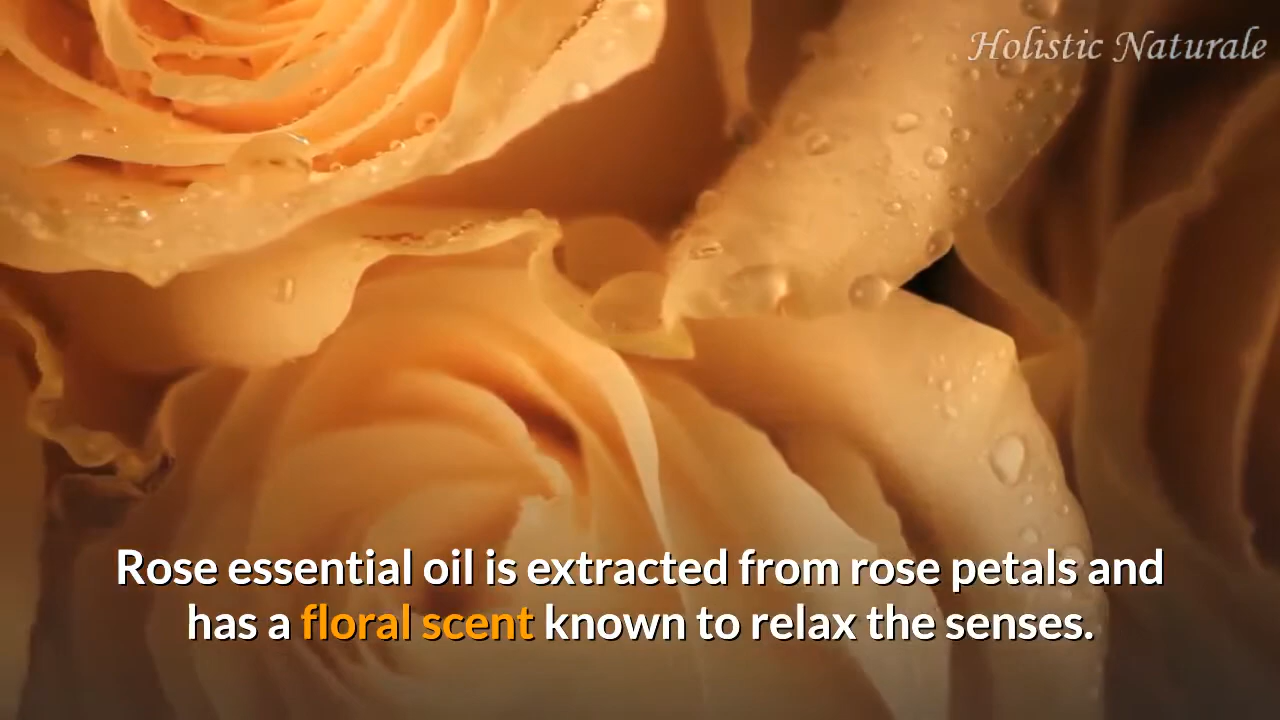 Holistic Naturale
Rose essential oil is extracted from rose petals and
has a floral scent known to relax the senses.